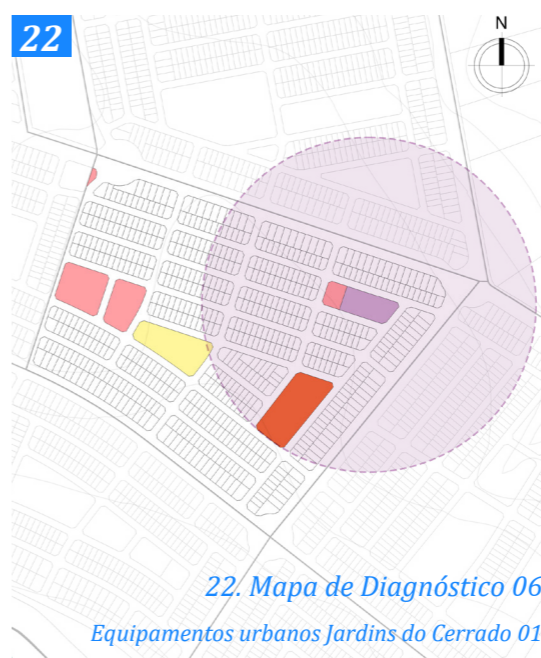 22
N
22. Mapa de Diagnóstico 06
Equipamentos urbanos Jardins do Cerrado 01